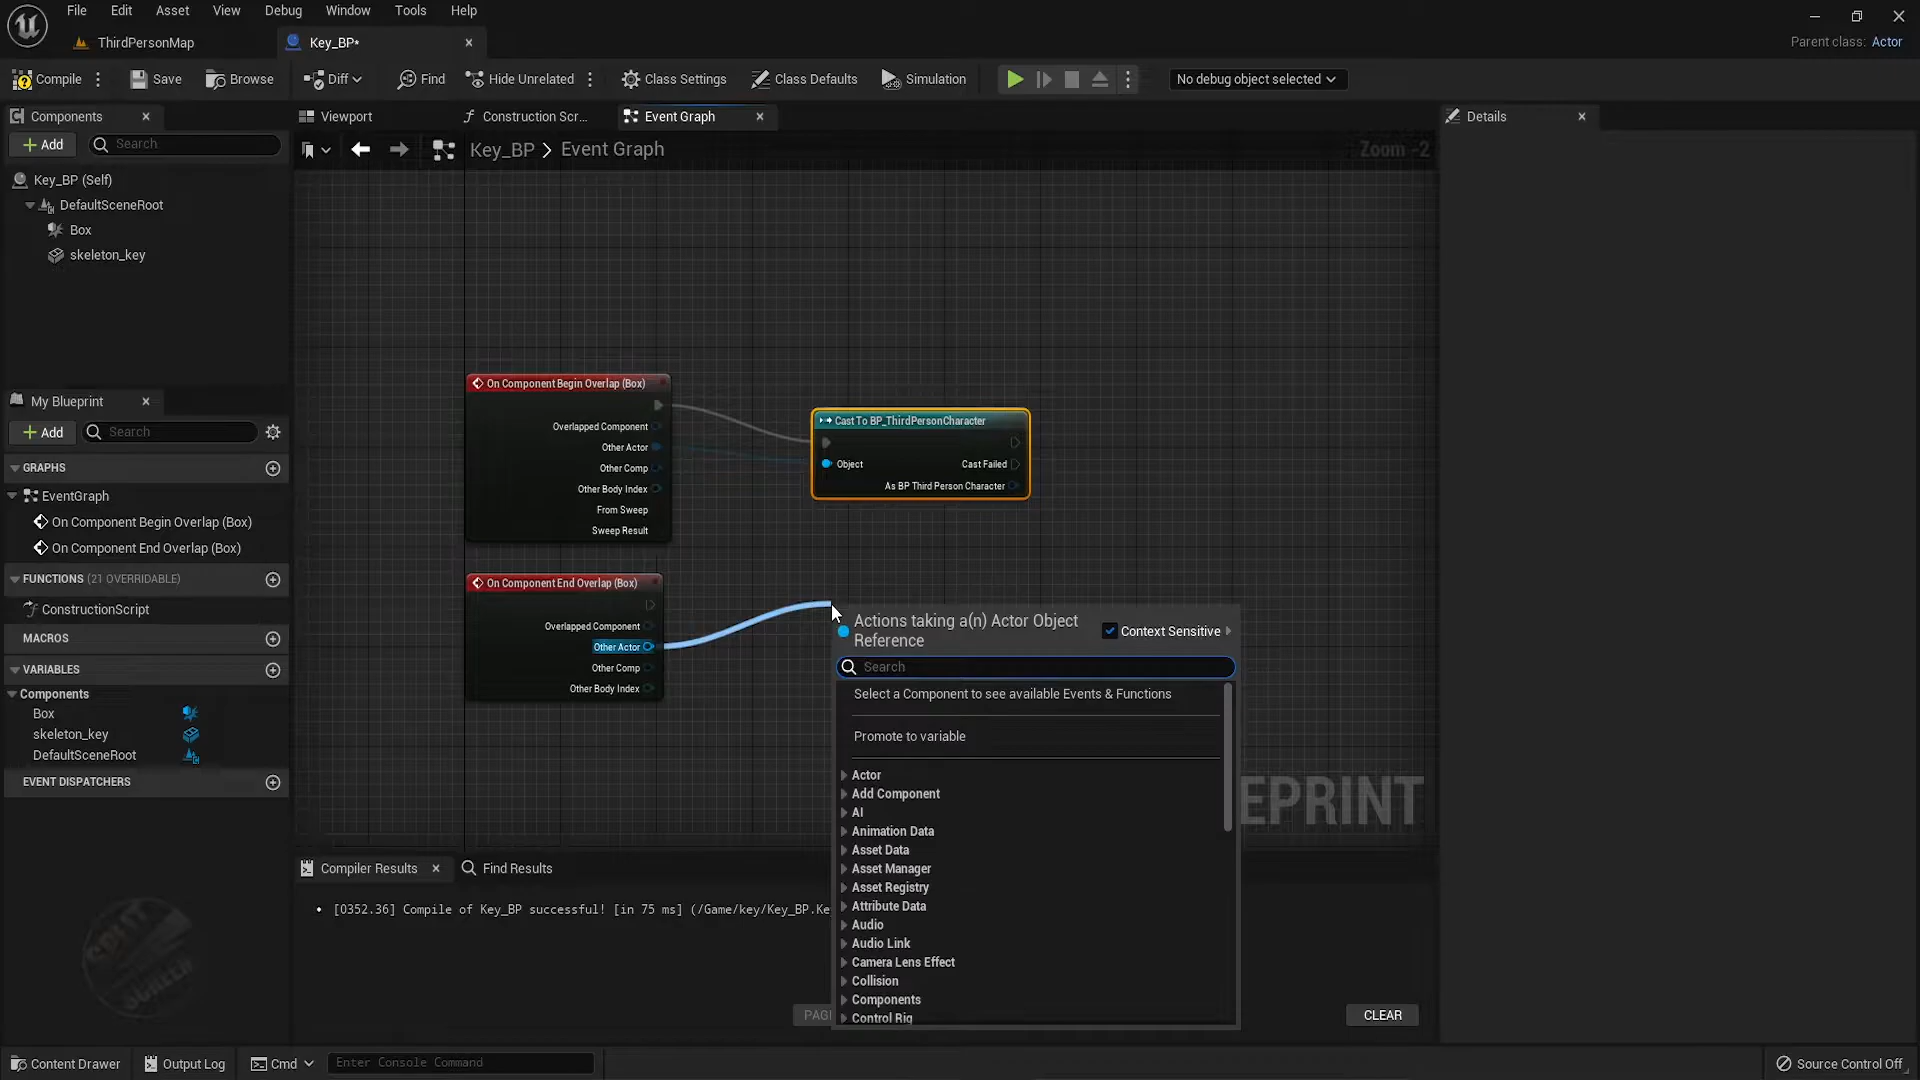 File Edit Asset View Debug Window Tools Help
ThirdPersonMap
Key_BP*
Parent class: Actor
Compile
Save
Browse
Diff
Find
Hide Unrelated
Class Settings
Class Defaults
Simulation
No debug object selected
Components
Add
Search
Key_BP (Self)
DefaultSceneRoot
Box
skeleton_key
My Blueprint
Add
Search
GRAPHS
EventGraph
On Component Begin Overlap (Box)
On Component End Overlap (Box)
FUNCTIONS (21 OVERRIDABLE)
ConstructionScript
MACROS
VARIABLES
Components
Box
skeleton_key
DefaultSceneRoot
EVENT DISPATCHERS
Viewport
Construction Scr...
Event Graph
Key_BP > Event Graph
Zoom -2
On Component Begin Overlap (Box)
Overlapped Component
Other Actor
Other Comp
Other Body Index
From Sweep
Sweep Result
Cast To BP_ThirdPersonCharacter
Object
Cast Failed
As BP Third Person Character
On Component End Overlap (Box)
Overlapped Component
Other Actor
Other Comp
Other Body Index
Actions taking a(n) Actor Object
Reference
Context Sensitive
Search
Select a Component to see available Events & Functions
Promote to variable
Actor
Add Component
AI
Animation Data
Asset Data
Asset Manager
Asset Registry
Attribute Data
Audio
Audio Link
Camera Lens Effect
Collision
Components
Control Rig
EPRINT
Compiler Results
Find Results
[0352.36] Compile of Key_BP successful! [in 75 ms] (/Game/key/Key_BP.Ke
PAG
CLEAR
Details
Content Drawer
Output Log
Cmd
Enter Console Command
Source Control Off